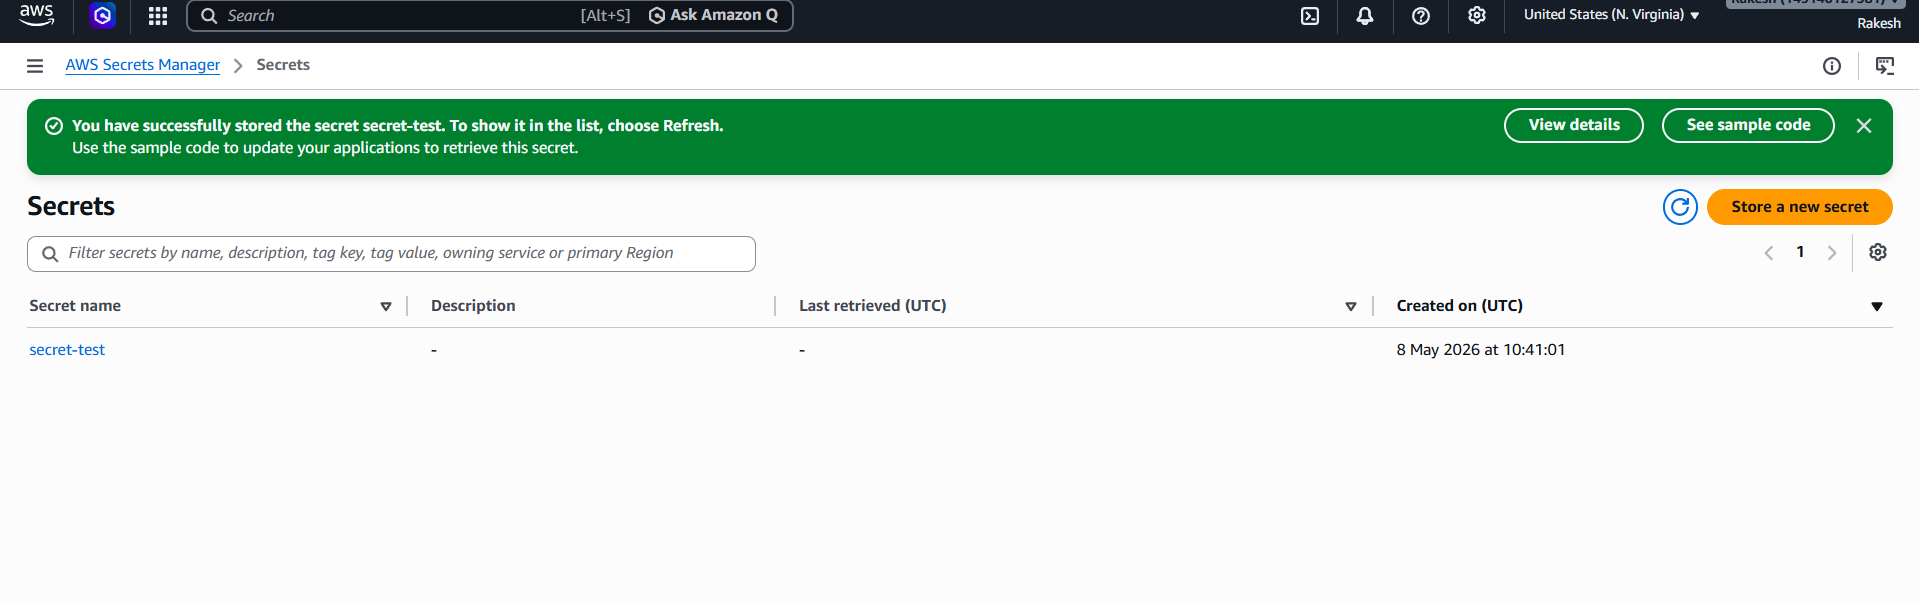 aws
Search [Alt+S] Ask Amazon Q
United States (N. Virginia)
Rakesh
AWS Secrets Manager > Secrets
You have successfully stored the secret secret-test. To show it in the list, choose Refresh.
Use the sample code to update your applications to retrieve this secret.
View details
See sample code
Secrets
Store a new secret
Filter secrets by name, description, tag key, tag value, owning service or primary Region
1
Secret name Description Last retrieved (UTC) Created on (UTC)
secret-test - - 8 May 2026 at 10:41:01